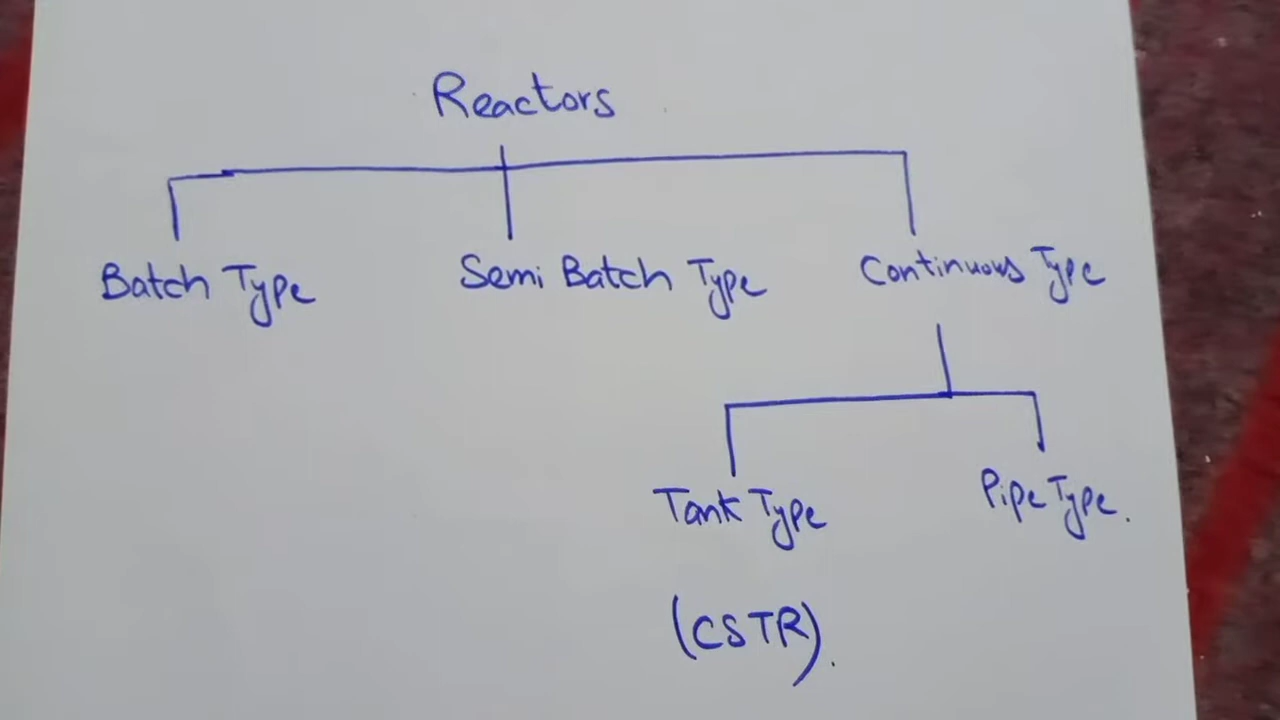 Reactors
Batch Type
Semi Batch Type
Continuous Type
Tank Type
Pipe Type.
(CSTR).